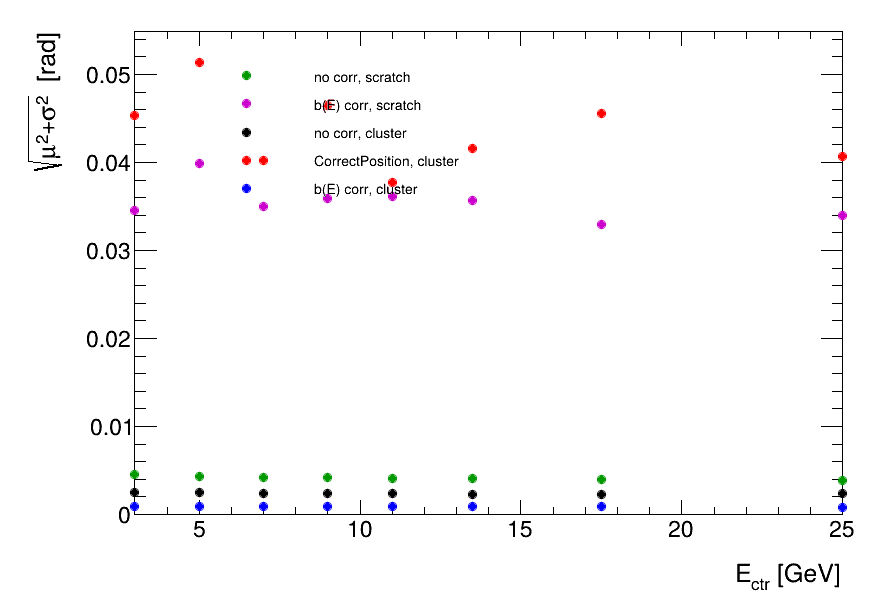 √μ²+σ² [rad]
0.05
0.04
0.03
0.02
0.01
0
5
10
15
20
25
E_ctr [GeV]
no corr, scratch
b(E) corr, scratch
no corr, cluster
CorrectPosition, cluster
b(E) corr, cluster